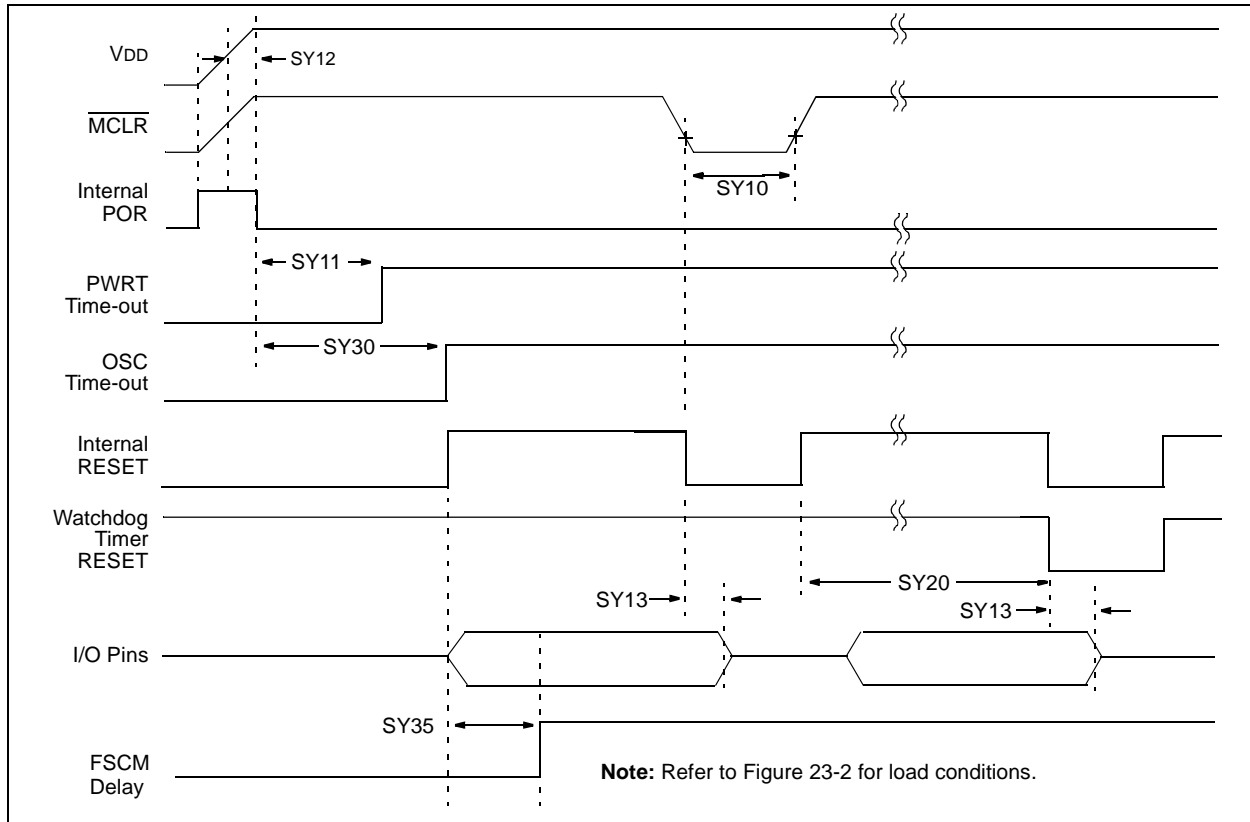 VDD
SY12
MCLR
SY10
Internal
POR
SY11
PWRT
Time-out
SY30
OSC
Time-out
Internal
RESET
Watchdog
Timer
RESET
SY20
SY13
SY13
I/O Pins
SY35
FSCM
Delay
Note: Refer to Figure 23-2 for load conditions.